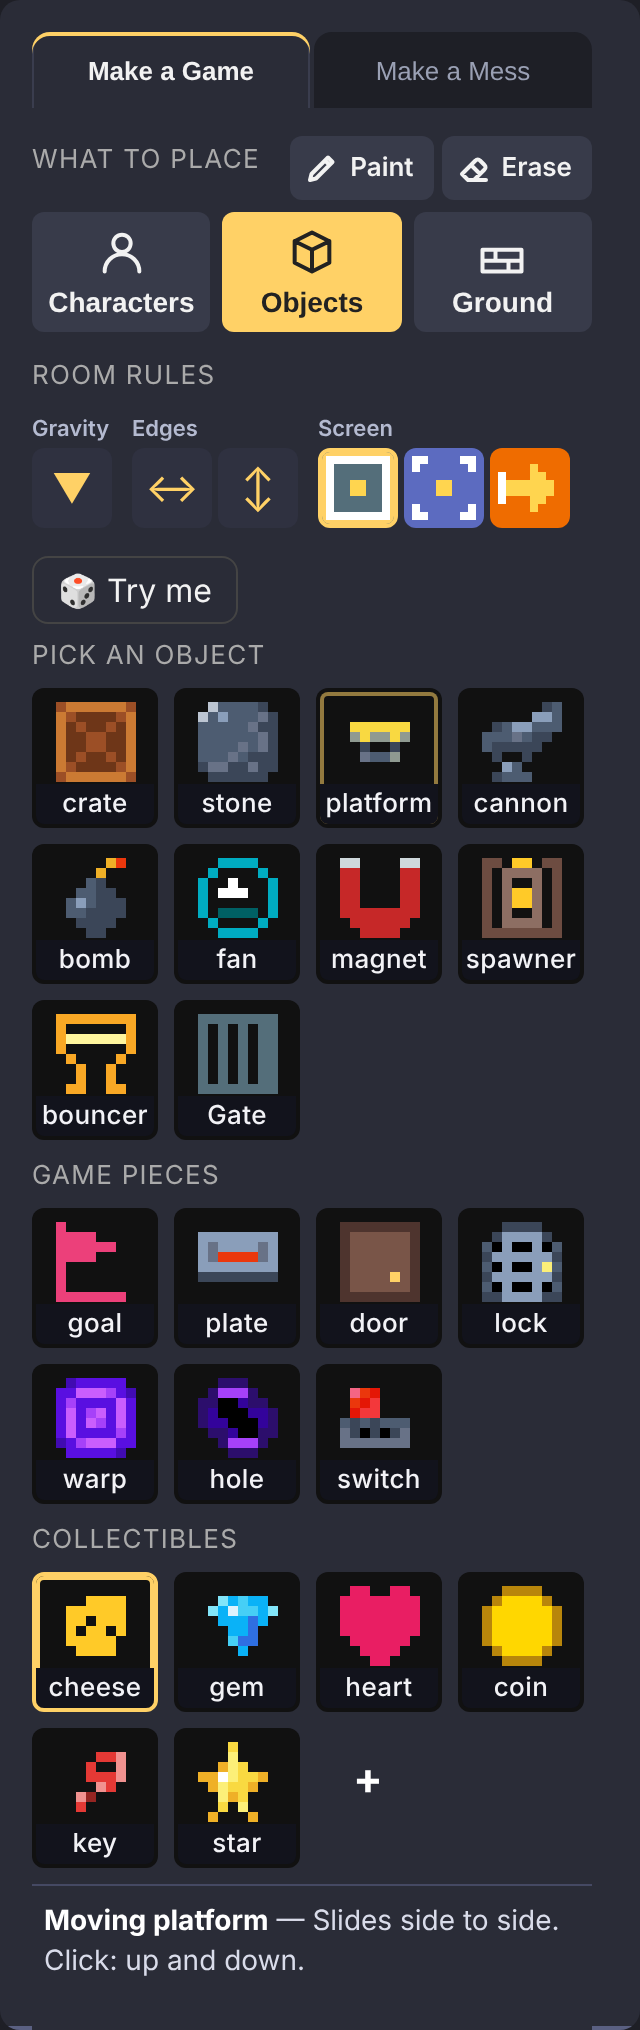 Make a Game Make a Mess
WHAT TO PLACE Paint Erase
Characters Objects Ground
ROOM RULES
Gravity Edges Screen
Try me
PICK AN OBJECT
crate stone platform cannon
bomb fan magnet spawner
bouncer Gate
GAME PIECES
goal plate door lock
warp hole switch
COLLECTIBLES
cheese gem heart coin
key star +
Moving platform — Slides side to side.
Click: up and down.